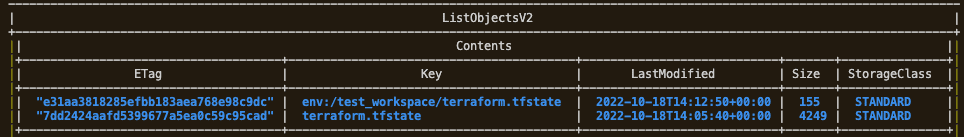 ListObjectsV2
Contents
ETag | Key | LastModified | Size | StorageClass
"e31aa3818285efbb183aea768e98c9dc" | env:/test_workspace/terraform.tfstate | 2022-10-18T14:12:50+00:00 | 155 | STANDARD
"7dd2424aafd5399677a5ea0c59c95cad" | terraform.tfstate | 2022-10-18T14:05:40+00:00 | 4249 | STANDARD